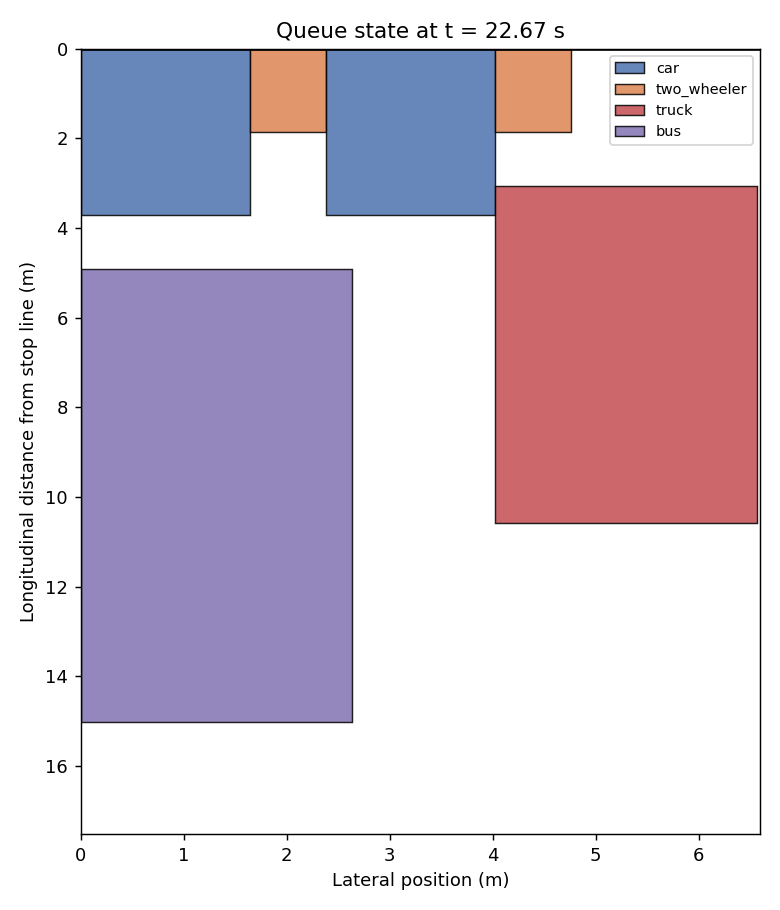 Queue state at t = 22.67 s
car
two_wheeler
truck
bus
Longitudinal distance from stop line (m)
0
2
4
6
8
10
12
14
16
0 1 2 3 4 5 6
Lateral position (m)